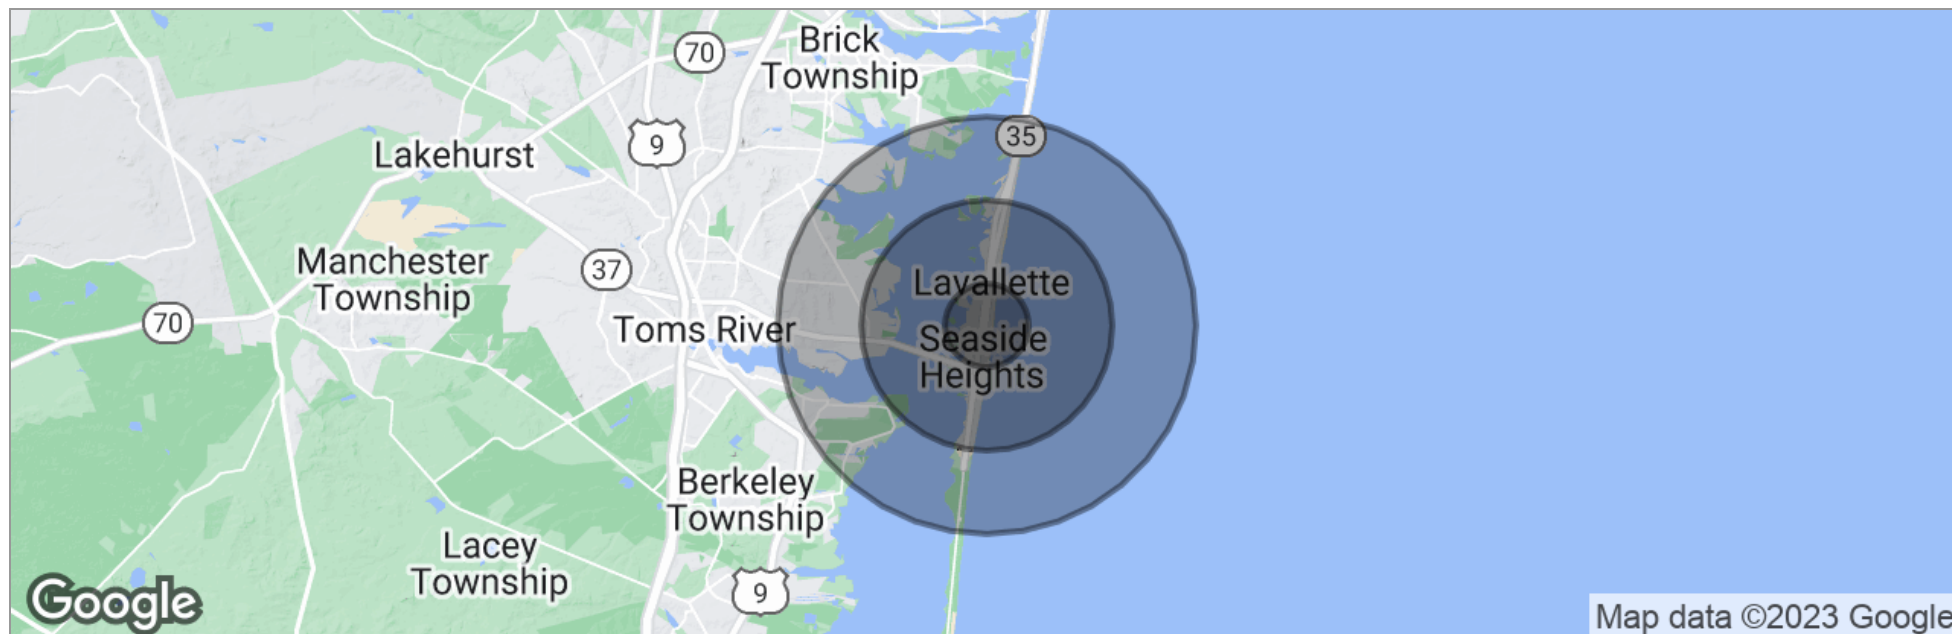 Brick
Township
70
35
9
Lakehurst
Manchester
Township
37
Lavallette
70
Toms River
Seaside
Heights
Berkeley
Township
Lacey
Township
9
Google
Map data ©2023 Google